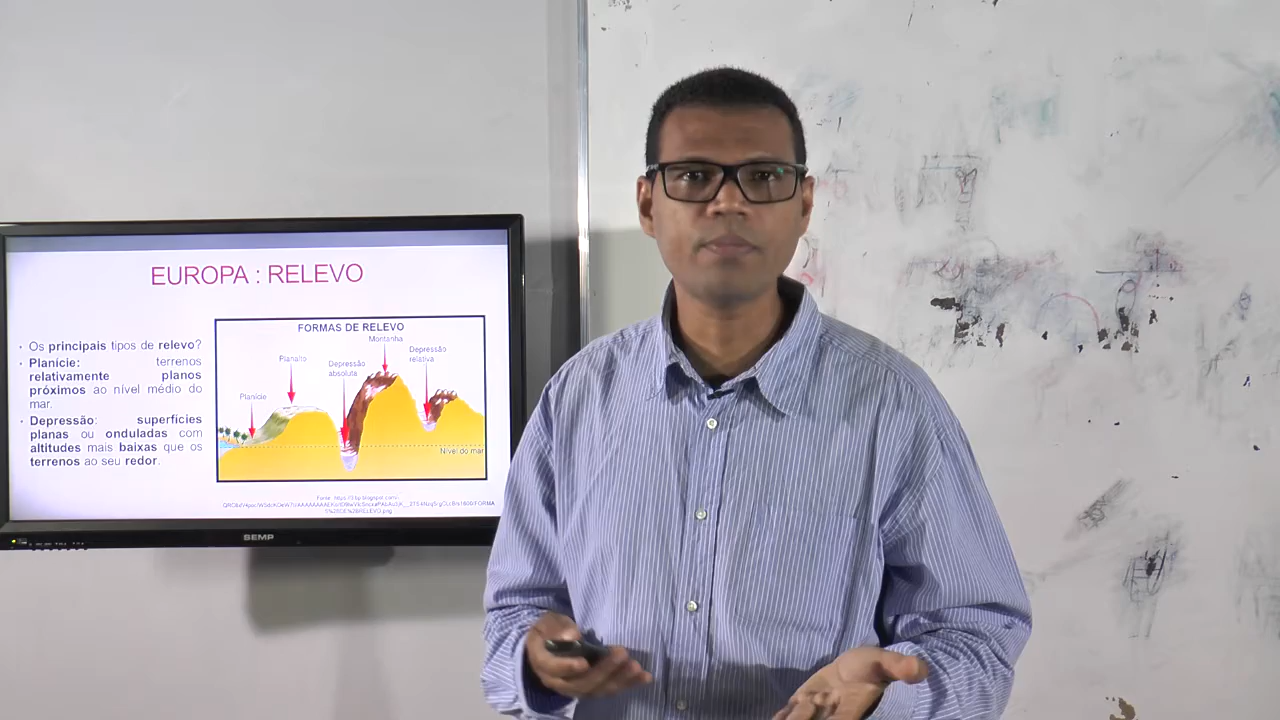 EUROPA : RELEVO
Os principais tipos de relevo?
Planície: terrenos
relativamente planos
próximos ao nível médio do
mar.
Depressão: superfícies
planas ou onduladas com
altitudes mais baixas que os
terrenos ao seu redor.
FORMAS DE RELEVO
Montanha
Planalto
Depressão
absoluta
Depressão
relativa
Planície
Nível do mar
SEMP